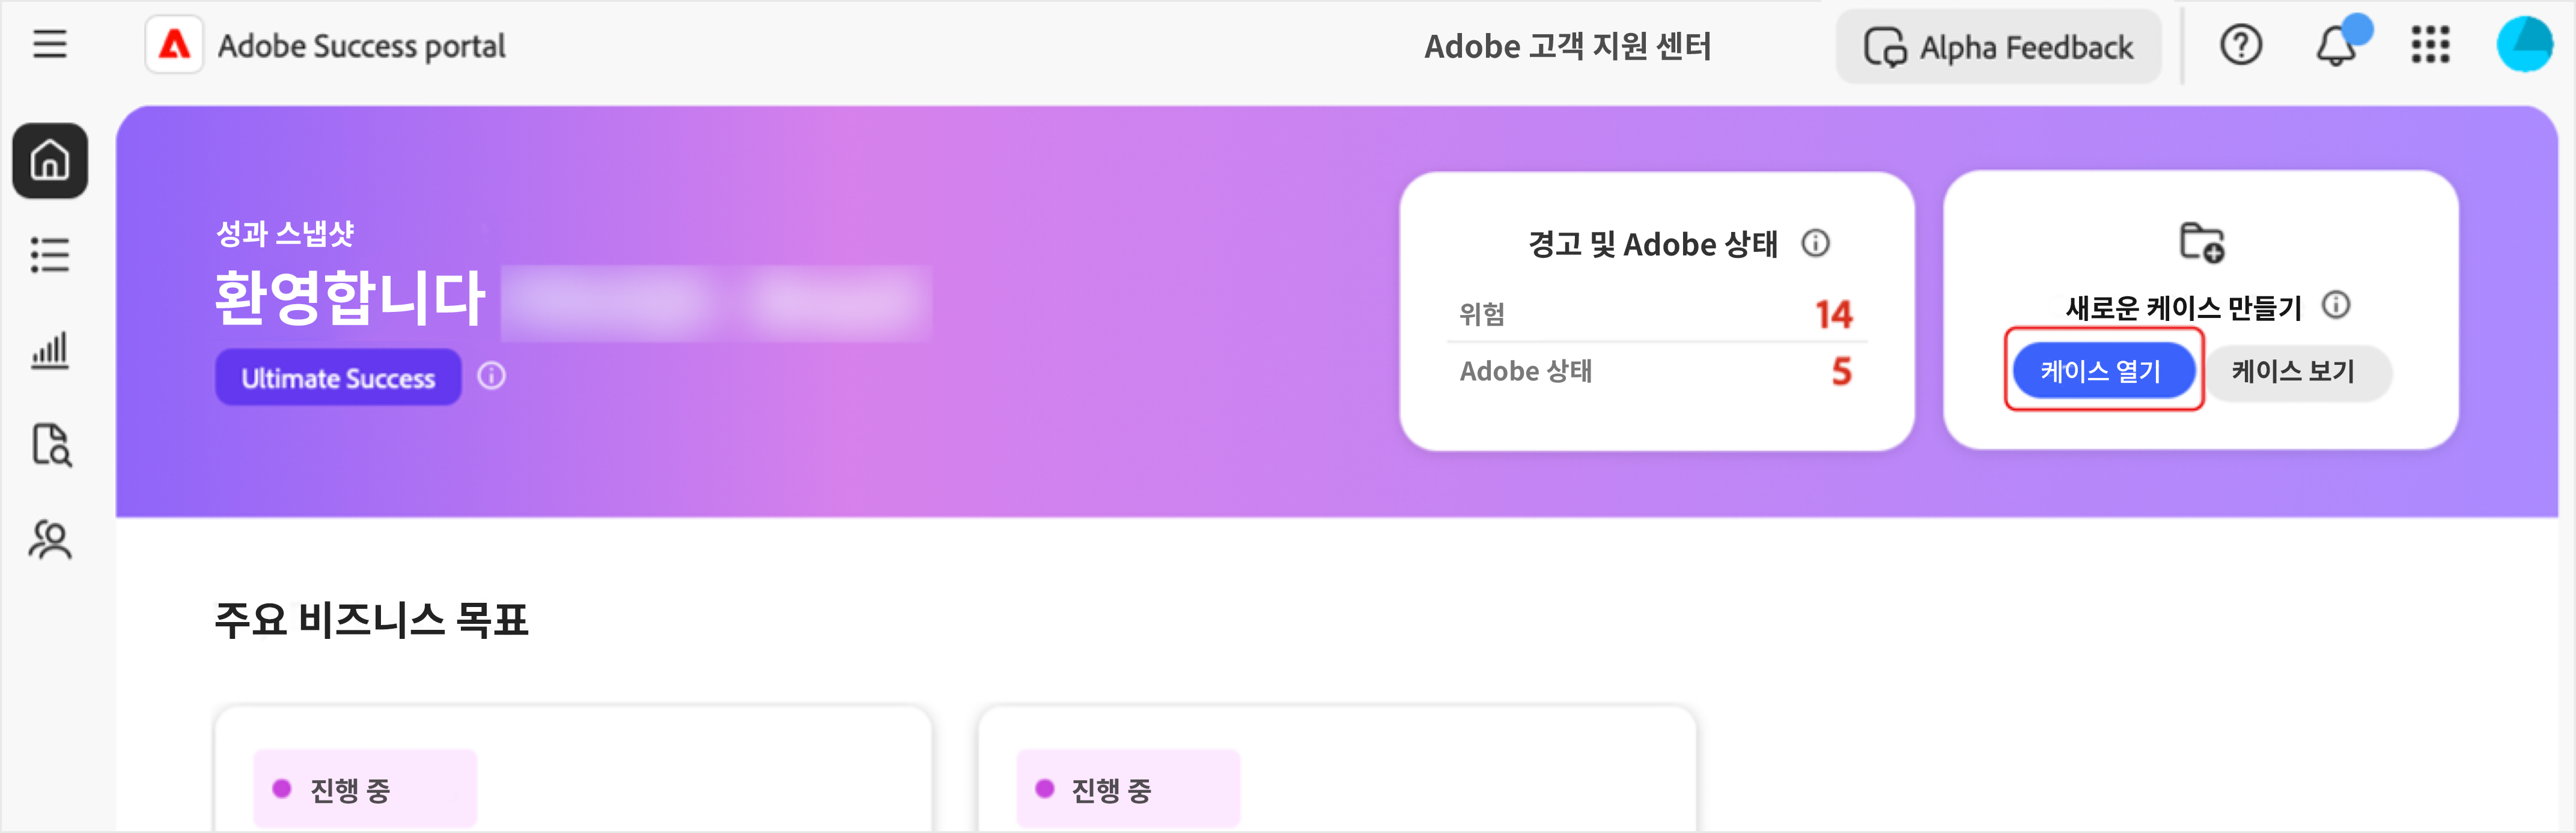 Adobe Success portal
Adobe 고객 지원 센터
Alpha Feedback
성과 스냅샷
환영합니다
Ultimate Success
경고 및 Adobe 상태
위험 14
Adobe 상태 5
새로운 케이스 만들기
케이스 열기
케이스 보기
주요 비즈니스 목표
진행 중
진행 중